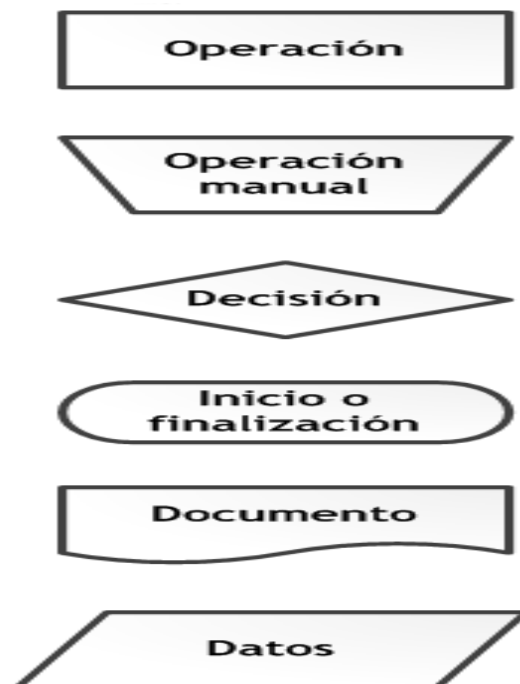 Operación
Operación
manual
Decisión
Inicio o
finalización
Documento
Datos